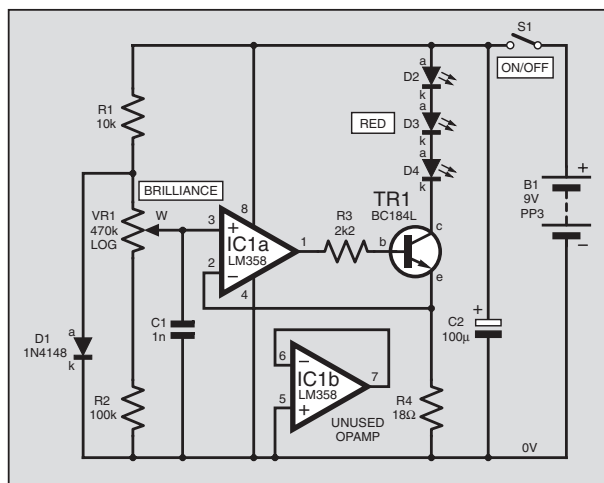 S1
ON/OFF
a
D2
k
R1
10k
a
RED
D3
k
a
D4
k
B1
9V
PP3
+
−
BRILLIANCE
TR1
BC184L
VR1
470k
LOG
W
3
+
8
IC1a
LM358
1
R3
2k2
b
c
e
2
−
4
D1
1N4148
a
k
C1
1n
6
−
7
IC1b
LM358
5
+
UNUSED
OPAMP
+
C2
100µ
R2
100k
R4
18Ω
0V